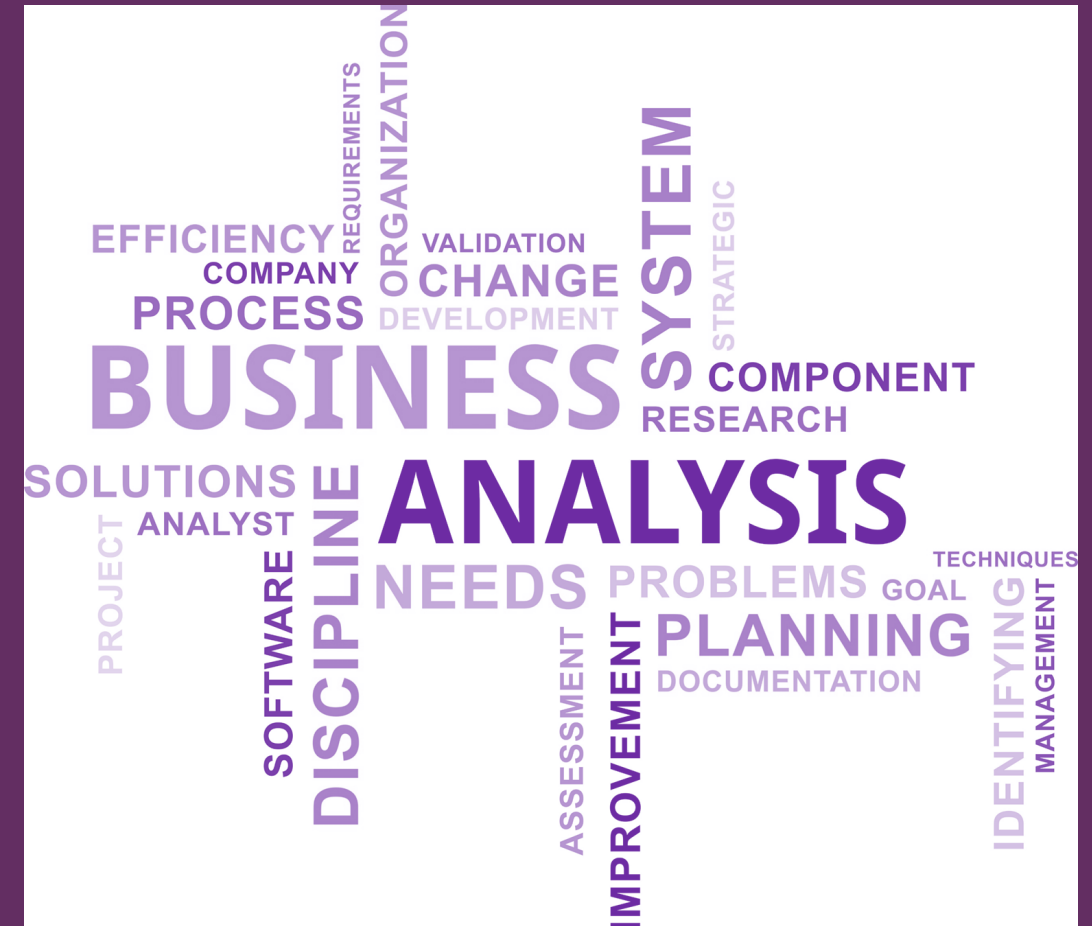 ORGANIZATION
REQUIREMENTS
SYSTEM
STRATEGIC
EFFICIENCY
VALIDATION
COMPANY
CHANGE
PROCESS
DEVELOPMENT
BUSINESS
COMPONENT
RESEARCH
SOLUTIONS
ANALYSIS
ANALYST
DISCIPLINE
PROJECT
SOFTWARE
NEEDS
PROBLEMS
GOAL
TECHNIQUES
PLANNING
DOCUMENTATION
ASSESSMENT
IMPROVEMENT
IDENTIFYING
MANAGEMENT